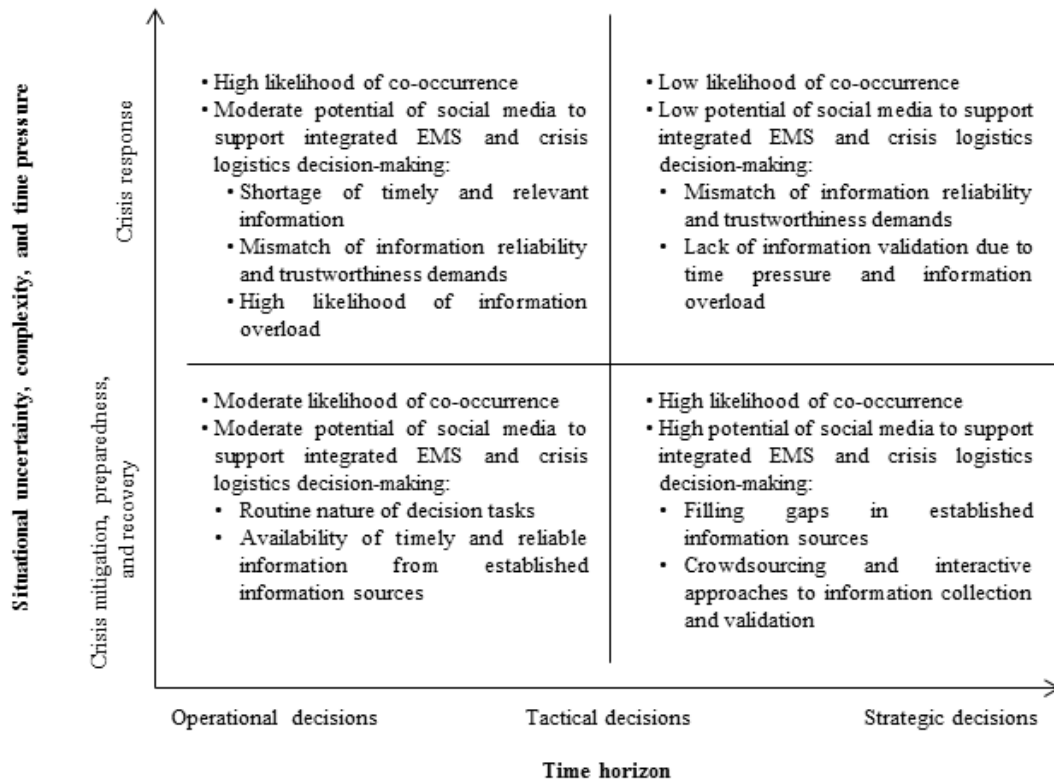 Situational uncertainty, complexity, and time pressure
Crisis response
• High likelihood of co-occurrence
• Moderate potential of social media to
support integrated EMS and crisis
logistics decision-making:
• Shortage of timely and relevant
information
• Mismatch of information reliability
and trustworthiness demands
• High likelihood of information
overload
• Low likelihood of co-occurrence
• Low potential of social media to support
integrated EMS and crisis logistics
decision-making:
• Mismatch of information reliability
and trustworthiness demands
• Lack of information validation due to
time pressure and information
overload
Crisis mitigation, preparedness,
and recovery
• Moderate likelihood of co-occurrence
• Moderate potential of social media to
support integrated EMS and crisis
logistics decision-making:
• Routine nature of decision tasks
• Availability of timely and reliable
information from established
information sources
• High likelihood of co-occurrence
• High potential of social media to support
integrated EMS and crisis logistics
decision-making:
• Filling gaps in established
information sources
• Crowdsourcing and interactive
approaches to information collection
and validation
Operational decisions
Tactical decisions
Strategic decisions
Time horizon